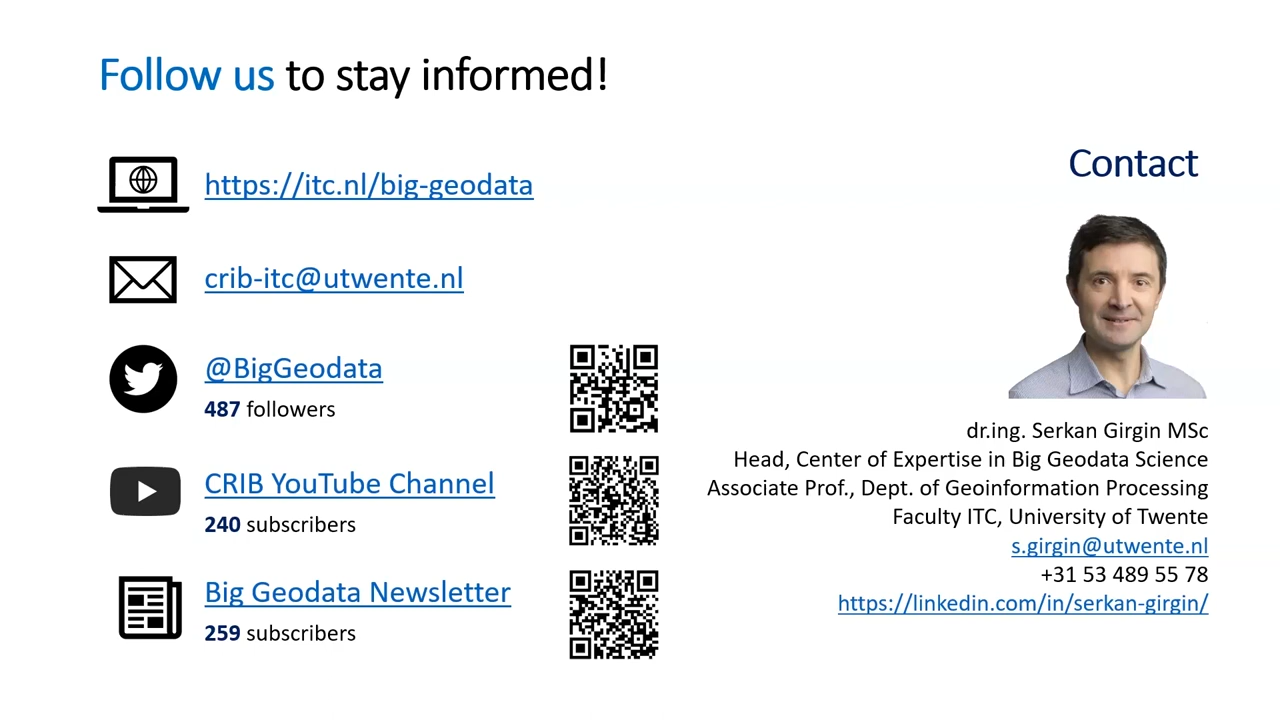 Follow us to stay informed!
https://itc.nl/big-geodata
crib-itc@utwente.nl
@BigGeodata
487 followers
CRIB YouTube Channel
240 subscribers
Big Geodata Newsletter
259 subscribers
Contact
dr.ing. Serkan Girgin MSc
Head, Center of Expertise in Big Geodata Science
Associate Prof., Dept. of Geoinformation Processing
Faculty ITC, University of Twente
s.girgin@utwente.nl
+31 53 489 55 78
https://linkedin.com/in/serkan-girgin/